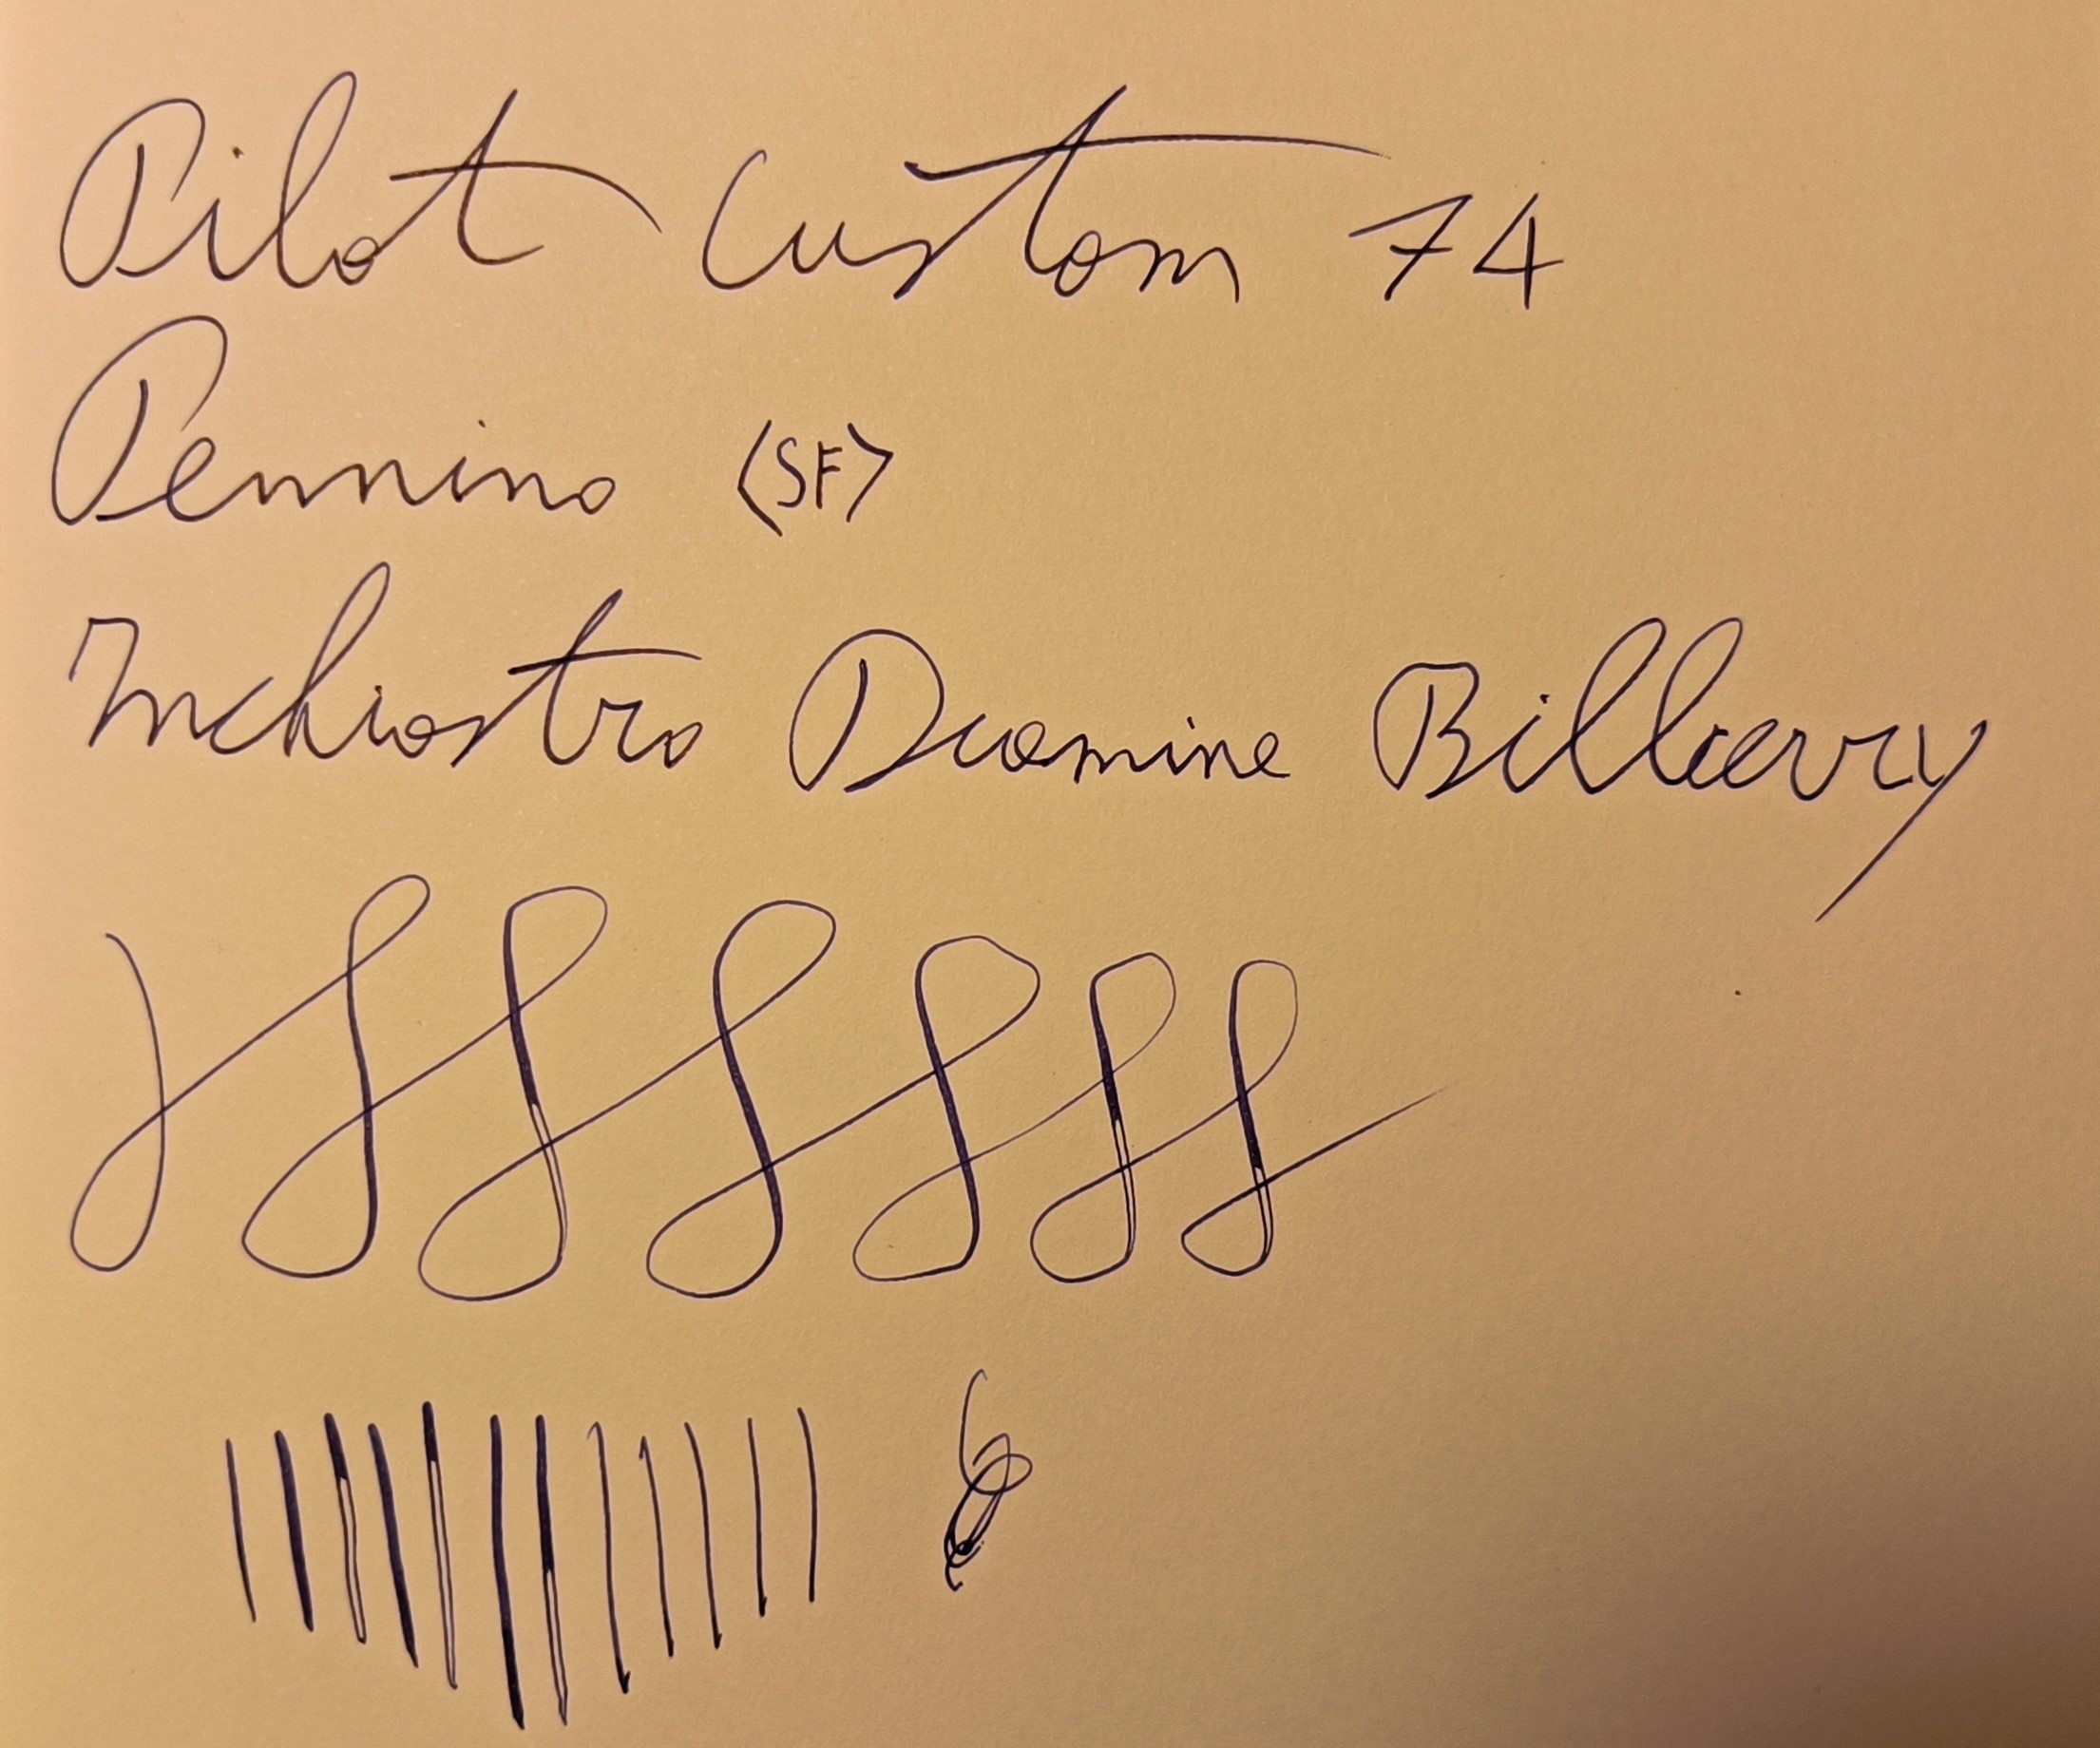 Pilot Custom 74
Pennino <SF>
Inchiostro Diamine Bilberry